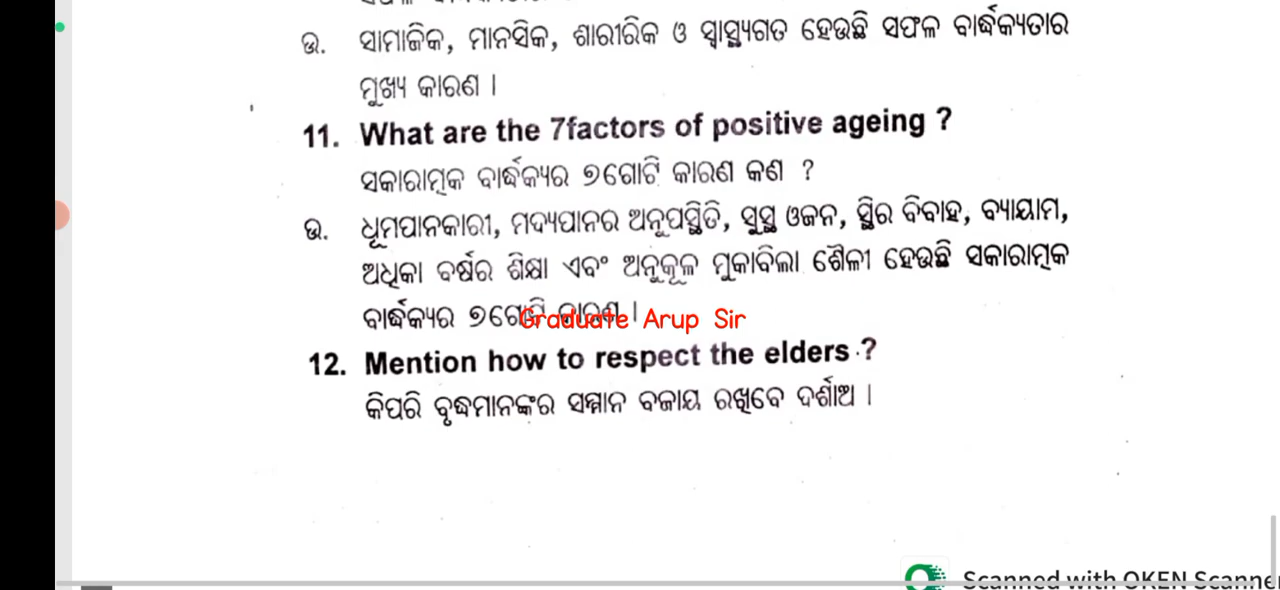 ଉ. ସାମାଜିକ, ମାନସିକ, ଶାରୀରିକ ଓ ସ୍ୱାସ୍ଥ୍ୟଗତ ହେଉଛି ସଫଳ ବାର୍ଦ୍ଧକ୍ୟତାର
ମୁଖ୍ୟ କାରଣ ।
11. What are the 7factors of positive ageing ?
ସକାରାତ୍ମକ ବାର୍ଦ୍ଧକ୍ୟର ୭ଗୋଟି କାରଣ କଣ ?
ଉ. ଧୂମପାନକାରୀ, ମଦ୍ୟପାନର ଅନୁପସ୍ଥିତି, ସୁସ୍ଥ ଓଜନ, ସ୍ଥିର ବିବାହ, ବ୍ୟାୟାମ,
ଅଧିକା ବର୍ଷର ଶିକ୍ଷା ଏବଂ ଅନୁକୂଳ ମୁକାବିଲା ଶୈଳୀ ହେଉଛି ସକାରାତ୍ମକ
ବାର୍ଦ୍ଧକ୍ୟର ୭ଗୋଟି କାରଣ ।
Graduate Arup Sir
12. Mention how to respect the elders ?
କିପରି ବୃଦ୍ଧମାନଙ୍କର ସମ୍ମାନ ବଜାୟ ରଖିବେ ଦର୍ଶାଅ ।
Scanned with OKEN Scanner